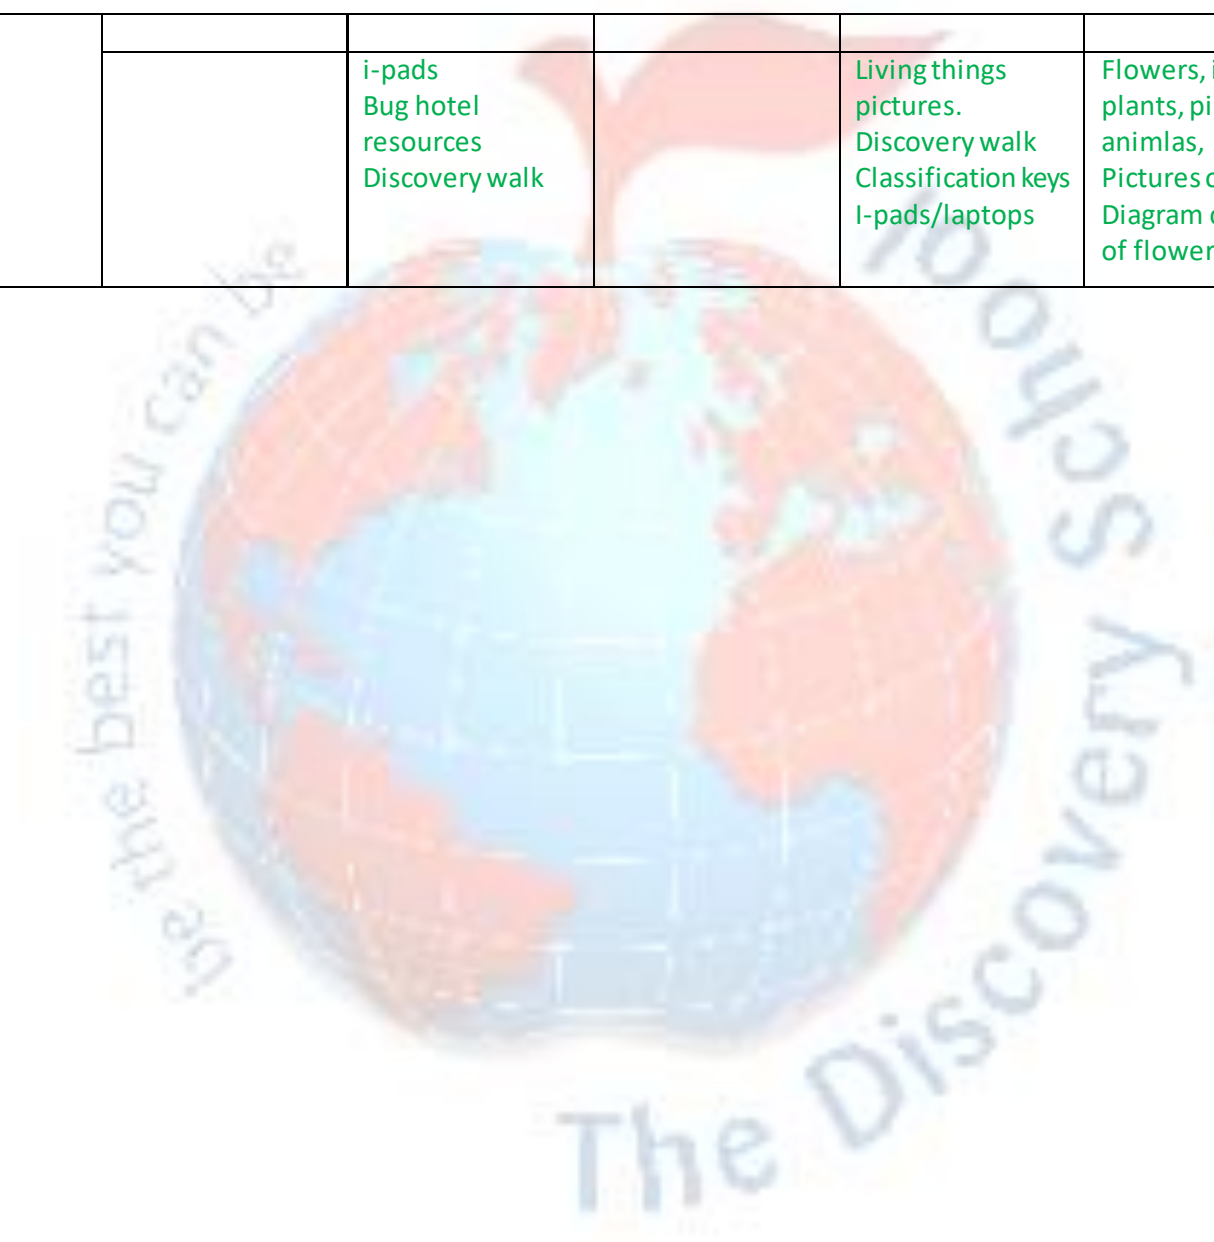 i-pads
Bug hotel
resources
Discovery walk
Living things
pictures.
Discovery walk
Classification keys
I-pads/laptops
Flowers,
plants,
animlas,
Pictures
Diagram
of
be the best you can be
The Discovery School